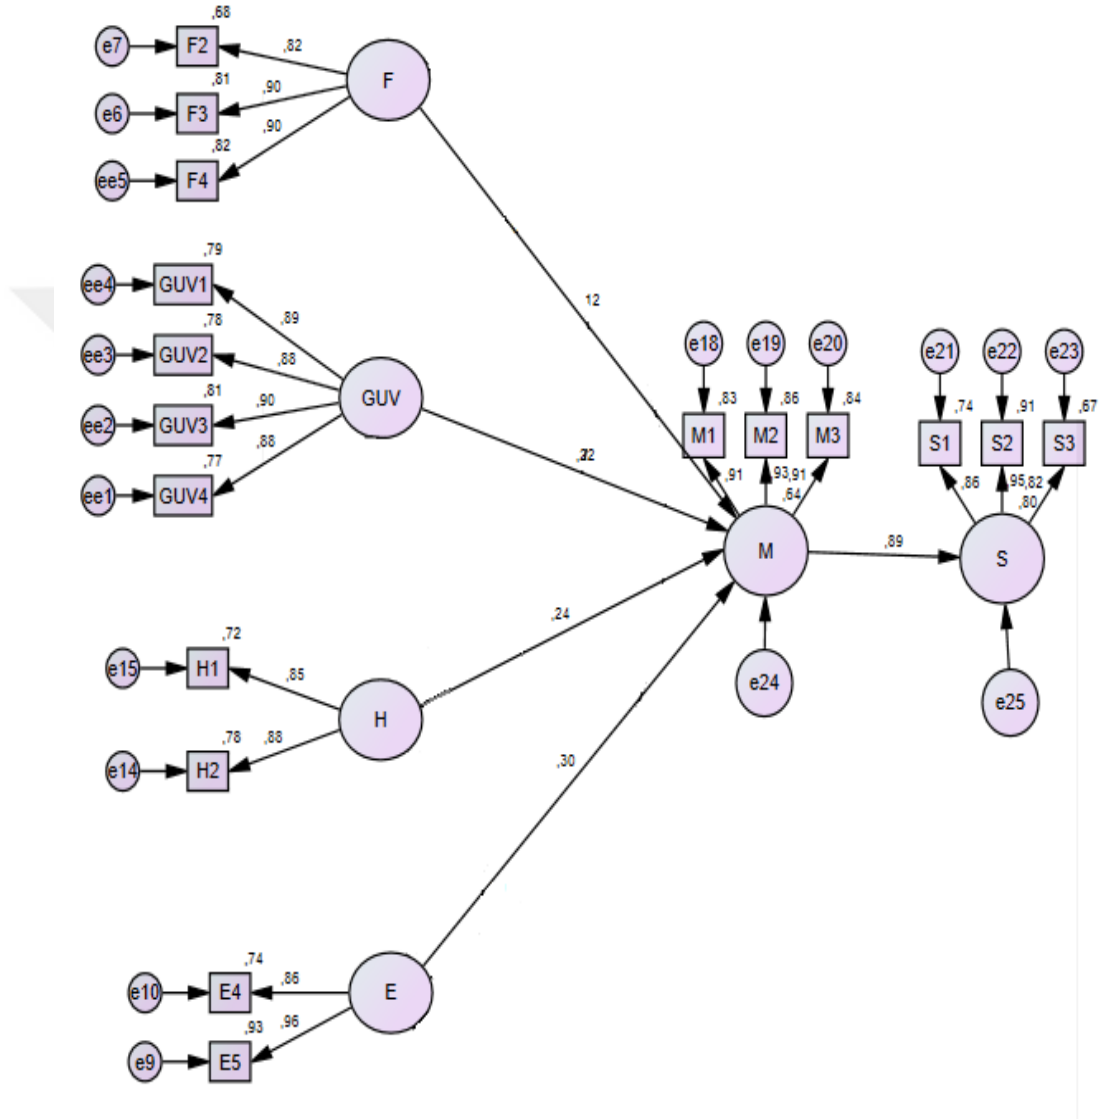 ,68
e7 F2 ,82
F
,81
e6 F3 ,90
,90
,82
ee5 F4
,79
ee4 GUV1 ,89
,78
ee3 GUV2 ,88
GUV
,81
ee2 GUV3 ,90
,88
,77
ee1 GUV4
12
,24
,30
e18 e19 e20
,83 ,86 ,84
M1 M2 M3
,91 93 ,91
,64
M
,89
e24
e21 e22 e23
,74 ,91 ,67
S1 S2 S3
,86 95 ,82
,80
S
e25
,72
e15 H1 ,85
H
,78
e14 H2 ,88
,74
e10 E4 ,86
E
,93
e9 E5 ,96